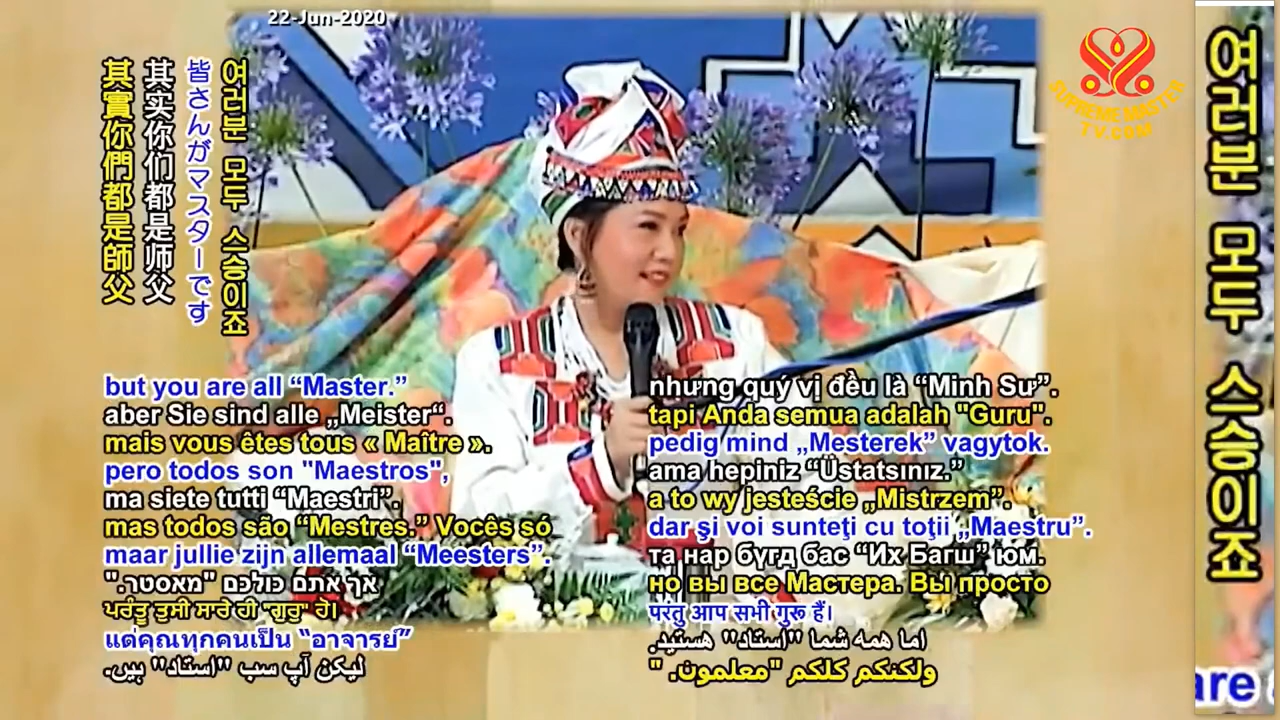 22-Jun-2020
SUPREME MASTER
TV.COM
여러분 모두 스승이죠
皆さんがマスターです
其实你们都是师父
其實你們都是師父
but you are all “Master.”
aber Sie sind alle „Meister“.
mais vous êtes tous « Maître ».
pero todos son "Maestros",
ma siete tutti “Maestri”.
mas todos são “Mestres.” Vocês só
maar jullie zijn allemaal “Meesters”.
אך אתם כולכם "מאסטר."
ਪਰੰਤੂ ਤੁਸੀ ਸਾਰੇ ਹੀ "ਗੁਰੂ" ਹੋ।
แต่คุณทุกคนเป็น “อาจารย์”
لیکن آپ سب "استاد" ہیں.
nhưng quý vị đều là “Minh Sư”.
tapi Anda semua adalah "Guru".
pedig mind „Mesterek” vagytok.
ama hepiniz “Üstatsınız.”
a to wy jesteście „Mistrzem”.
dar şi voi sunteţi cu toţii „Maestru”.
та нар бүгд бас “Их Багш” юм.
но вы все Мастера. Вы просто
परंतु आप सभी गुरू हैं।
اما همه شما "استاد" هستید.
ولكنكم كلكم "معلمون. "
여러분 모두 스승이죠
are